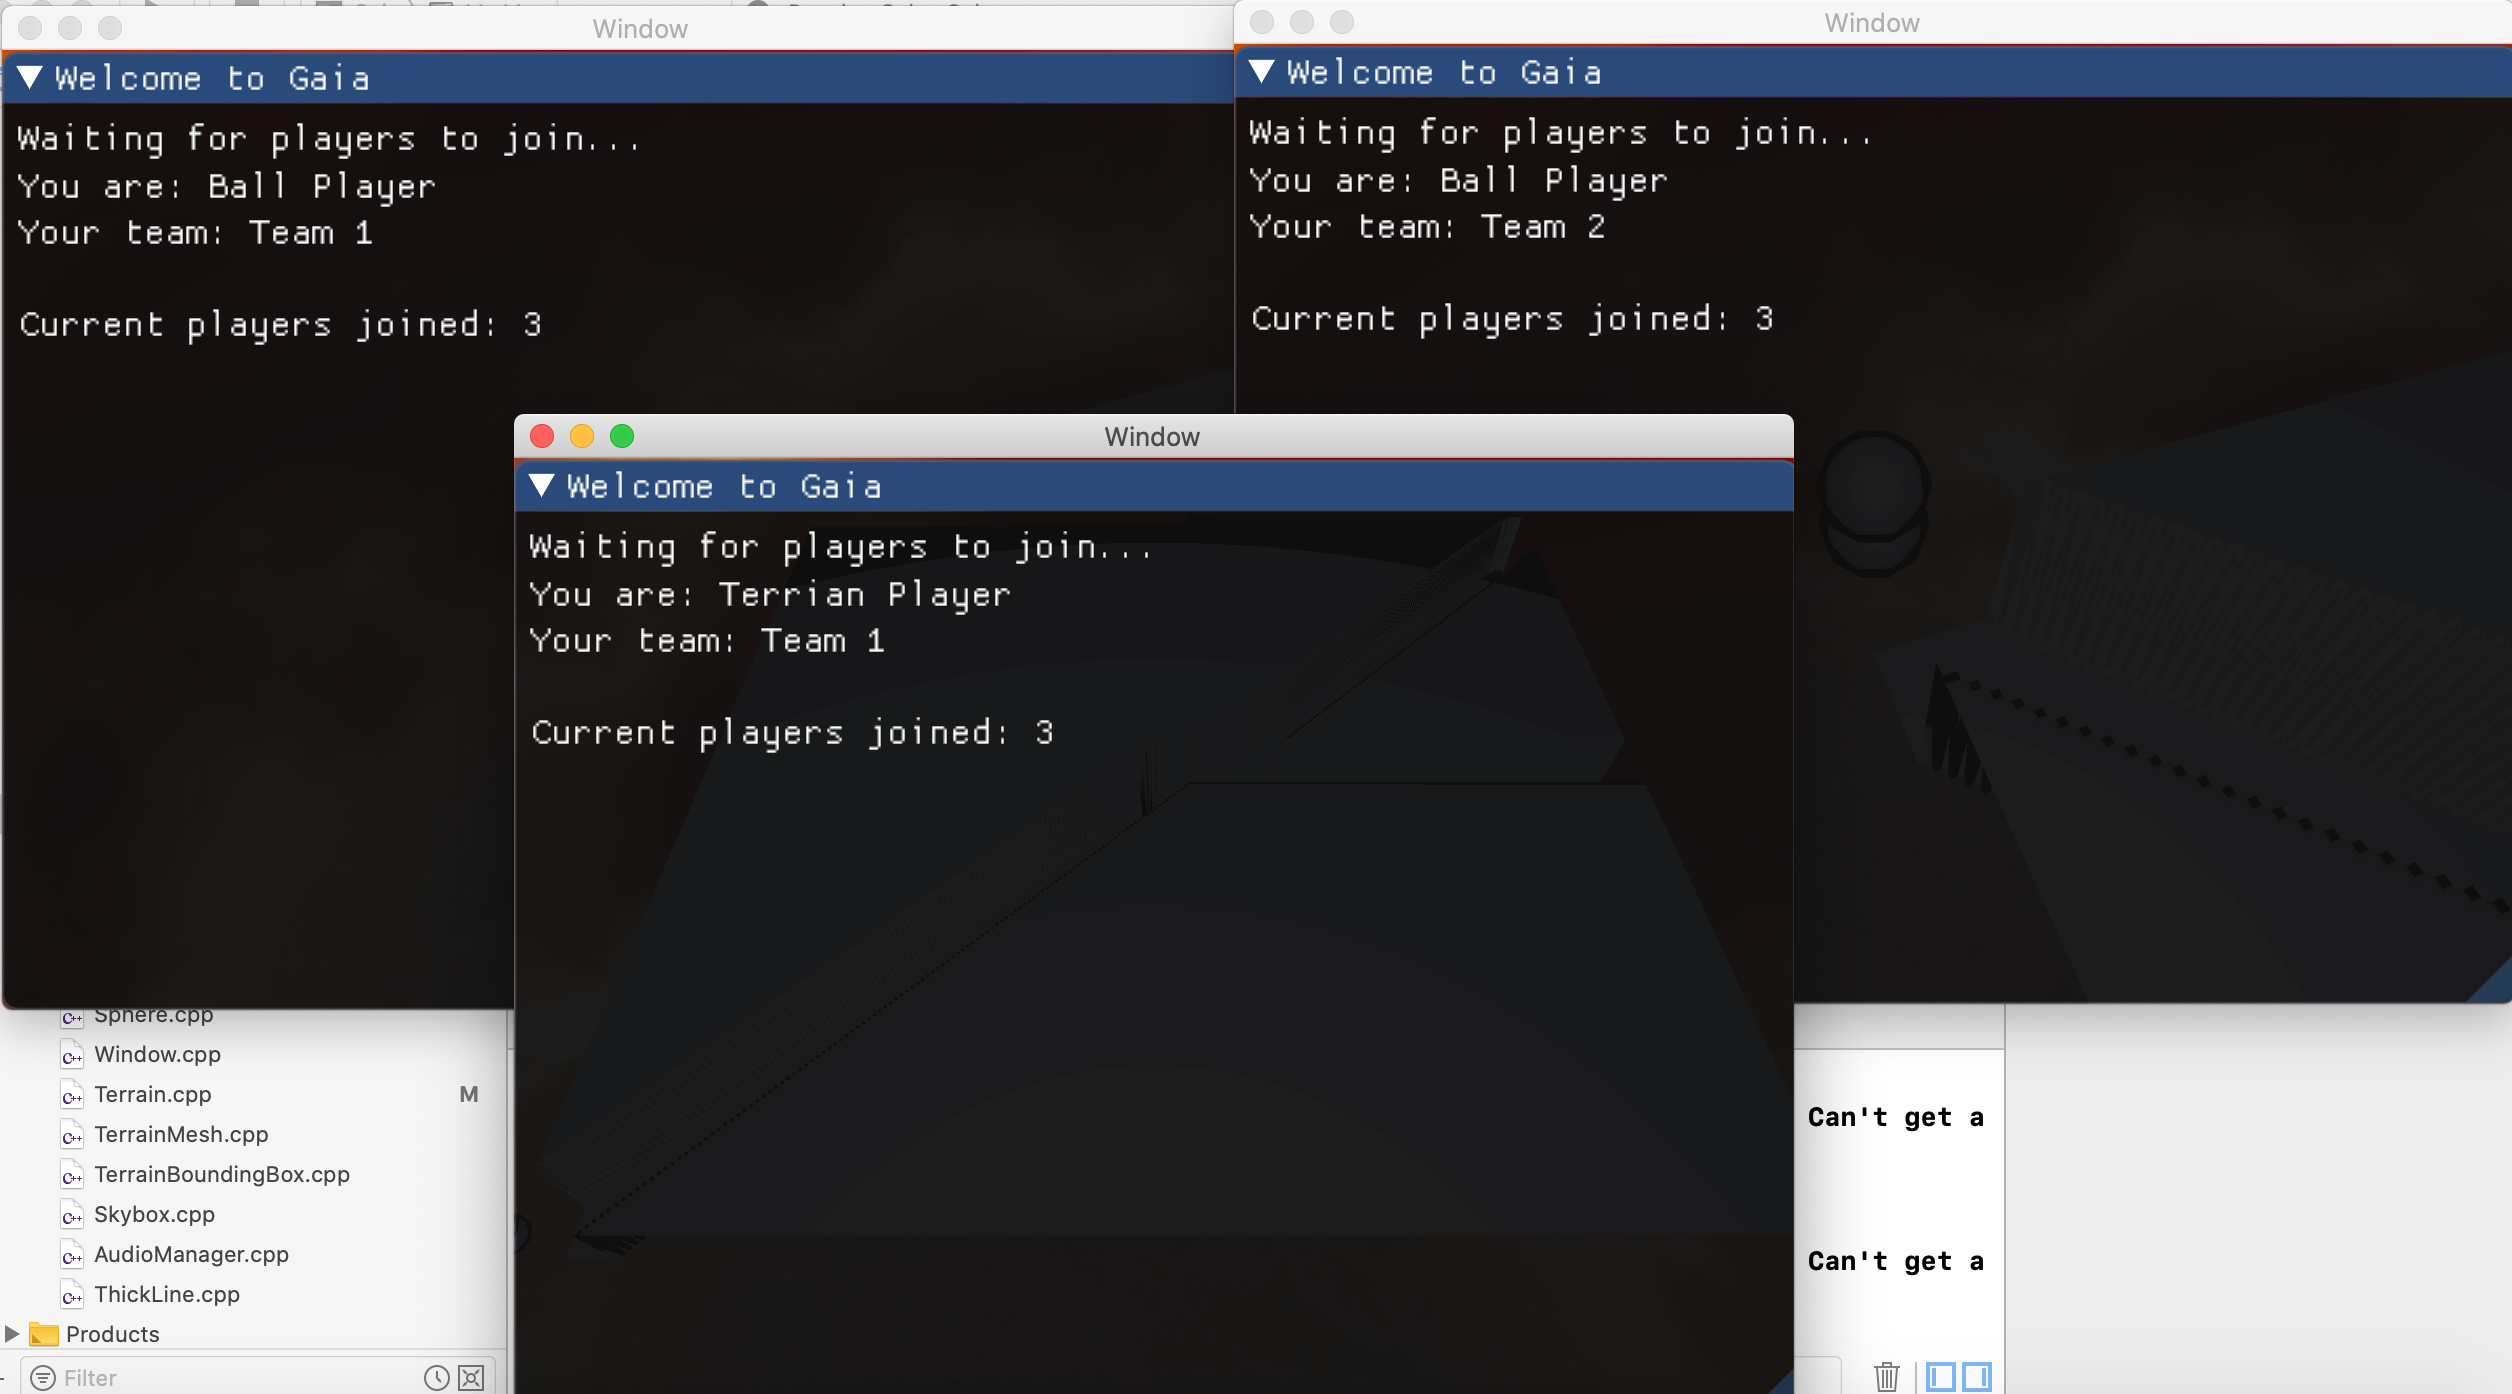 Window
Welcome to Gaia
Waiting for players to join...
You are: Ball Player
Your team: Team 1
Current players joined: 3
Window
Welcome to Gaia
Waiting for players to join...
You are: Ball Player
Your team: Team 2
Current players joined: 3
Window
Welcome to Gaia
Waiting for players to join...
You are: Terrian Player
Your team: Team 1
Current players joined: 3
Sphere.cpp
Window.cpp
Terrain.cpp M
TerrainMesh.cpp
TerrainBoundingBox.cpp
Skybox.cpp
AudioManager.cpp
ThickLine.cpp
Products
Filter
Can't get a
Can't get a